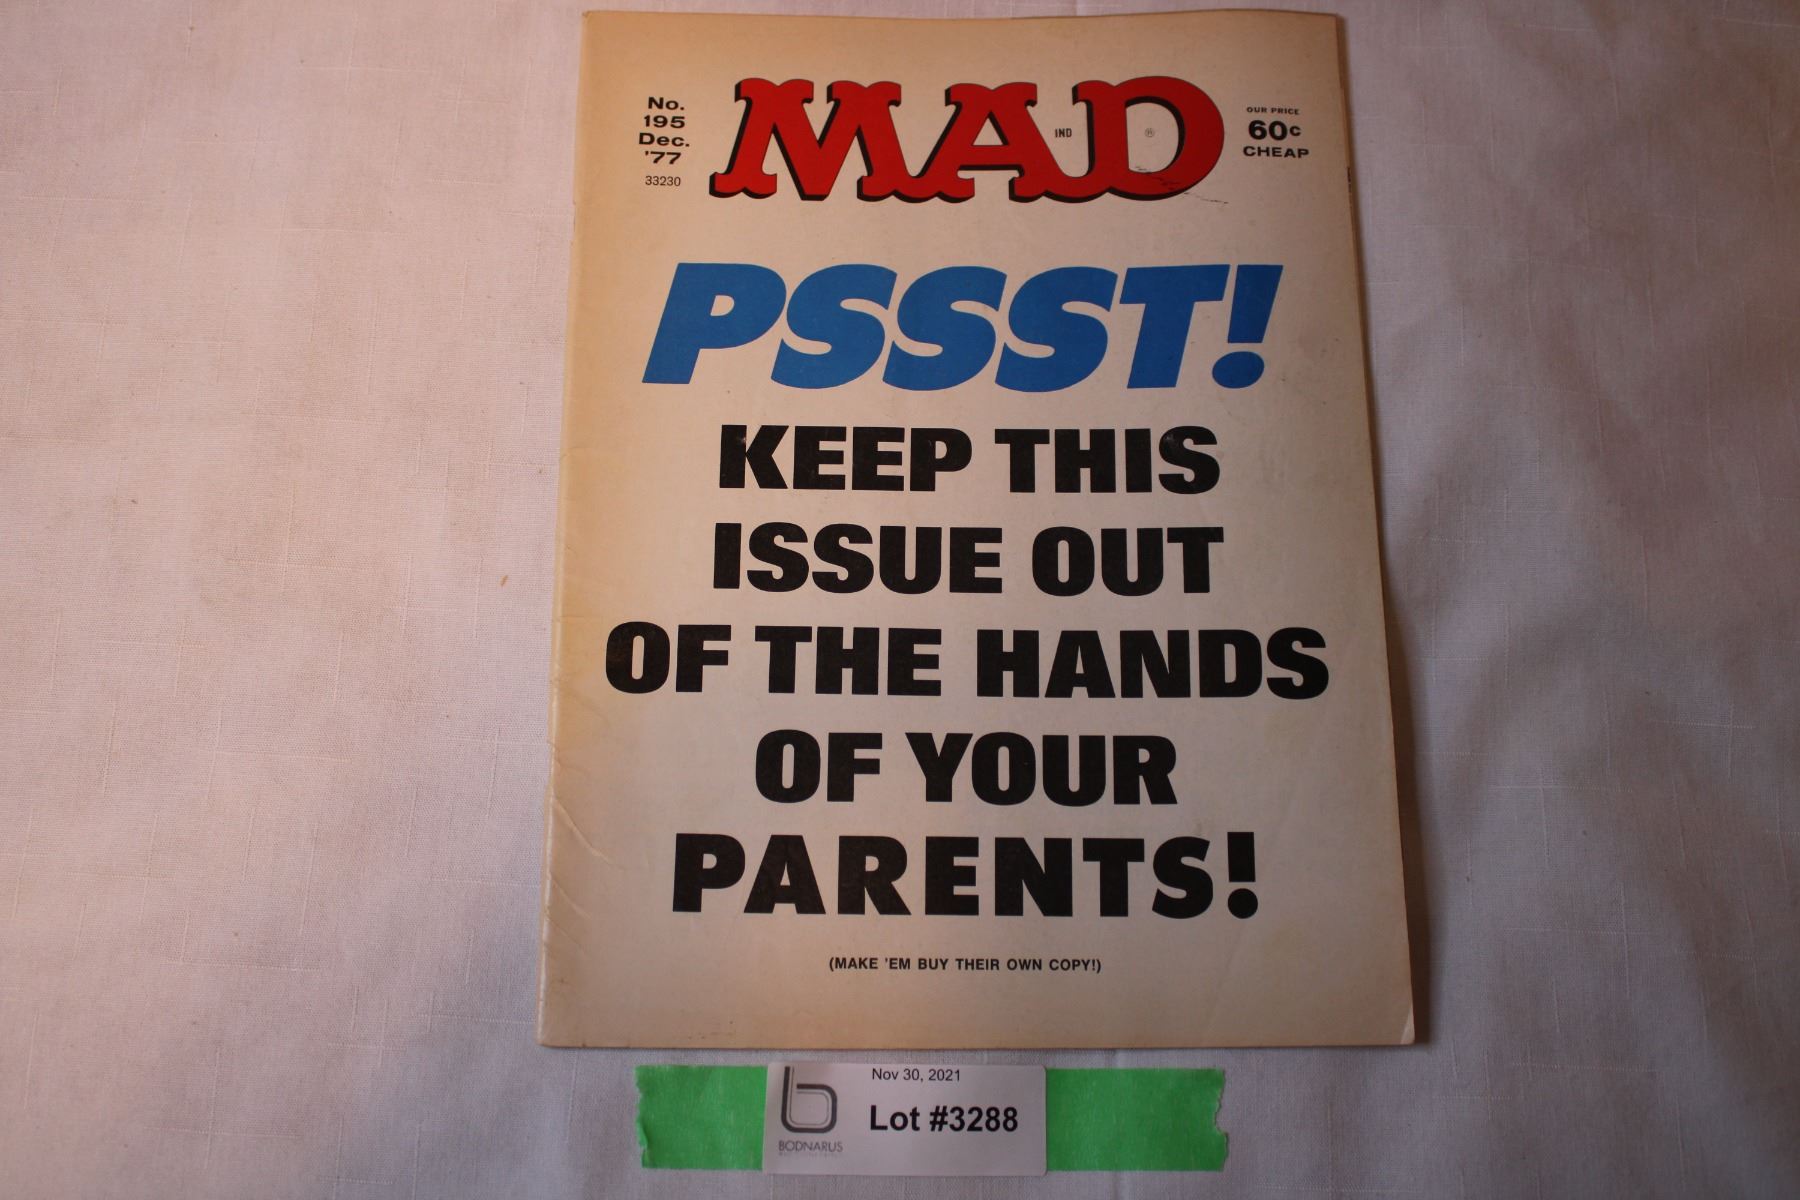 No.
195
Dec.
'77
33230
MAD
IND
®
OUR PRICE
60c
CHEAP
PSSST!
KEEP THIS
ISSUE OUT
OF THE HANDS
OF YOUR
PARENTS!
(MAKE 'EM BUY THEIR OWN COPY!)
Nov 30, 2021
Lot #3288
BODNARUS